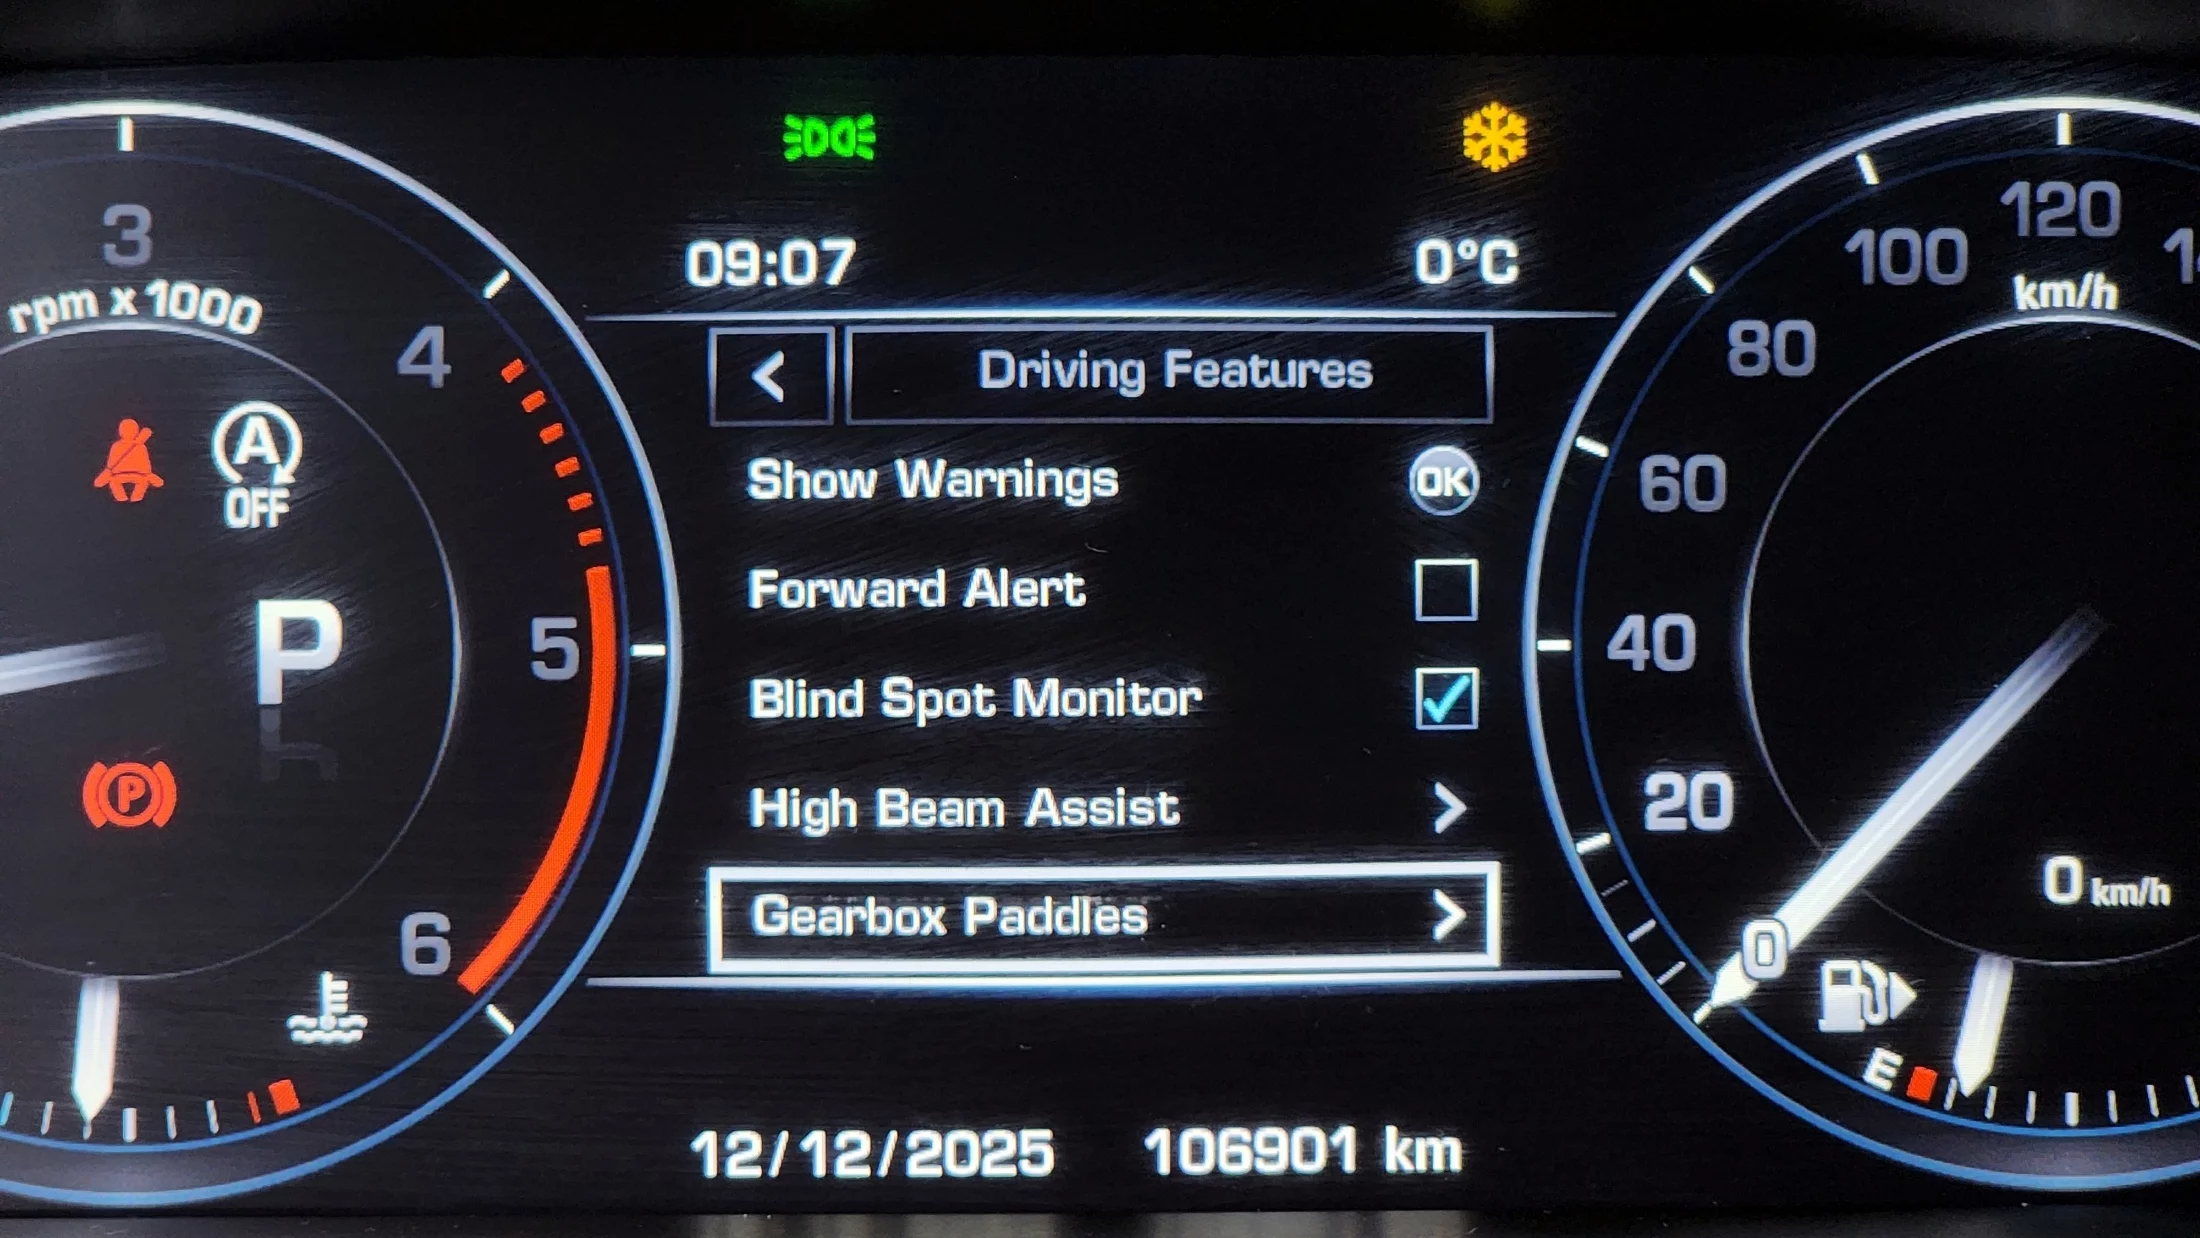 09:07
0°C
< Driving Features
Show Warnings OK
Forward Alert
Blind Spot Monitor
High Beam Assist >
Gearbox Paddles >
12/12/2025 106901 km
3
rpm x 1000
4
A
OFF
P
5
P
6
120
100
km/h
80
60
40
20
0 km/h
0
E